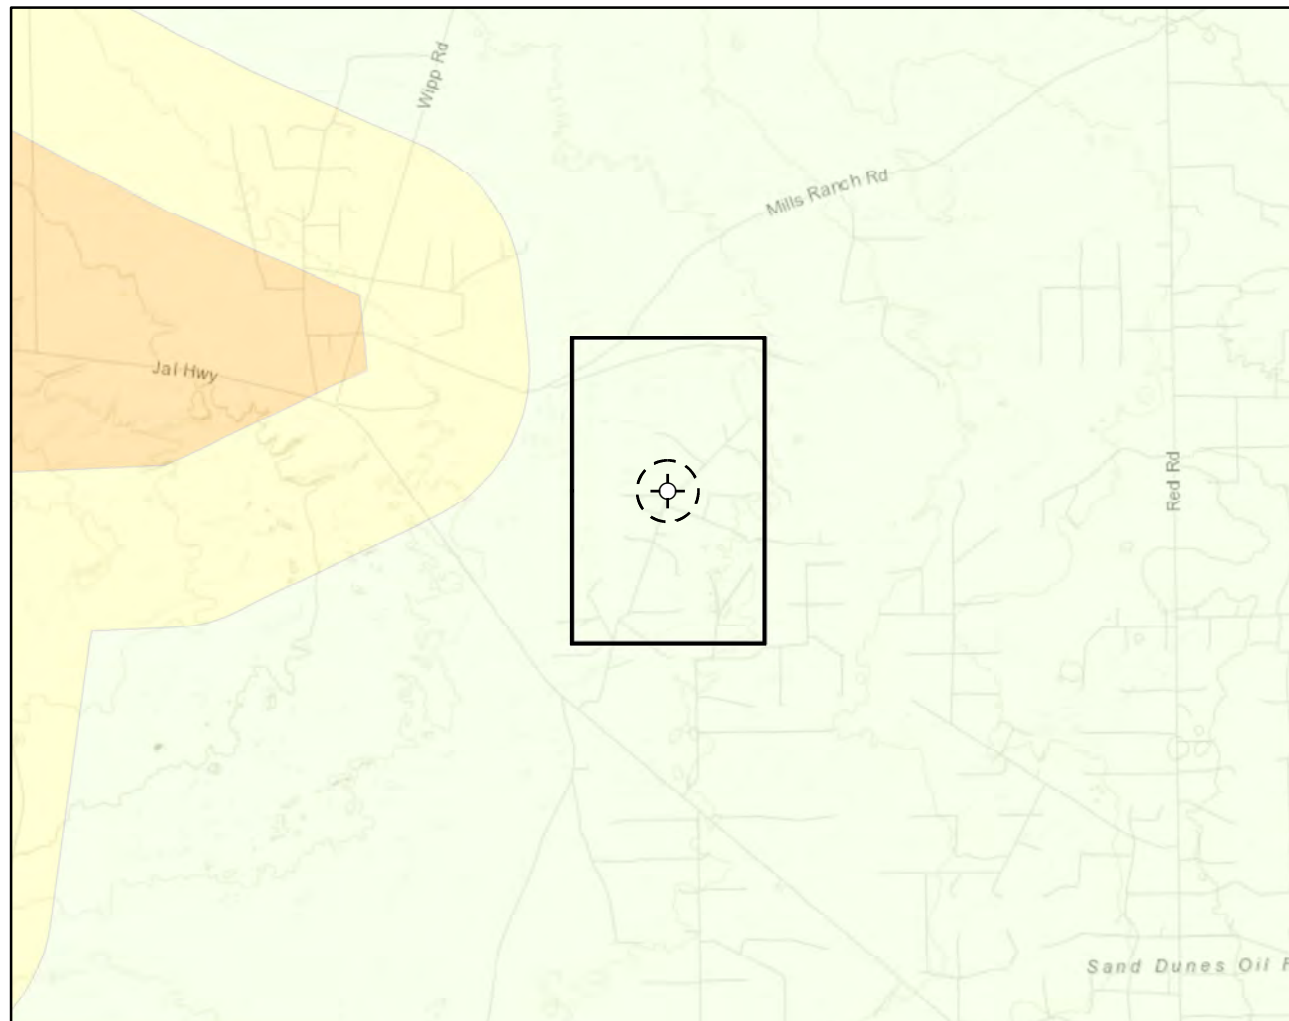 Wipp Rd
Mills Ranch Rd
Jal Hwy
Red Rd
Sand Dunes Oil